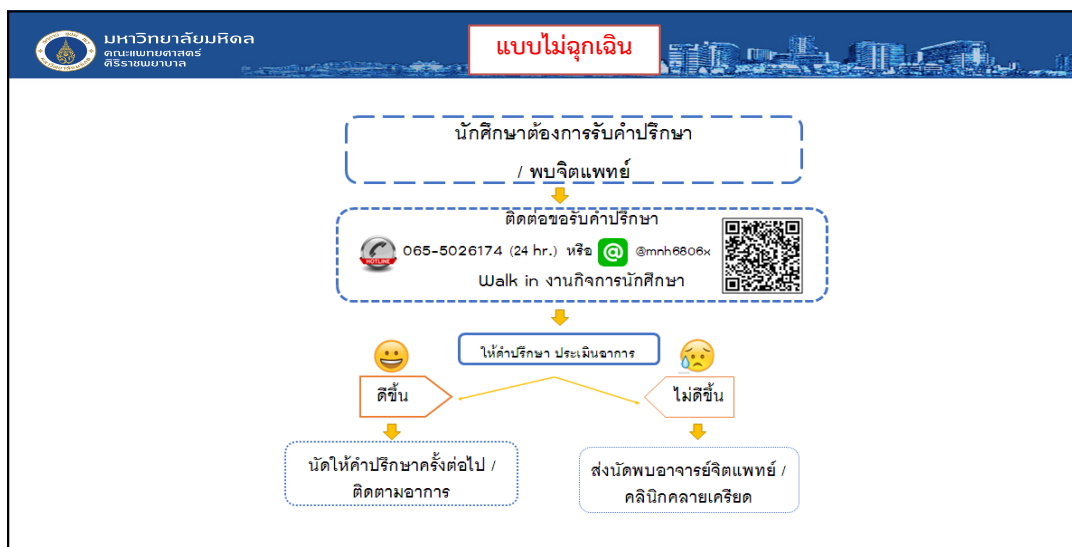 มหาวิทยาลัยมหิดล
คณะแพทยศาสตร์
ศิริราชพยาบาล
แบบไม่ฉุกเฉิน
นักศึกษาต้องการรับคำปรึกษา
/ พบจิตแพทย์
ติดต่อขอรับคำปรึกษา
HOTLINE 065-5026174 (24 hr.) หรือ @ @mnh6806x
Walk in งานกิจการนักศึกษา
ให้คำปรึกษา ประเมินอาการ
ดีขึ้น
ไม่ดีขึ้น
นัดให้คำปรึกษาครั้งต่อไป /
ติดตามอาการ
ส่งนัดพบอาจารย์จิตแพทย์ /
คลินิกคลายเครียด